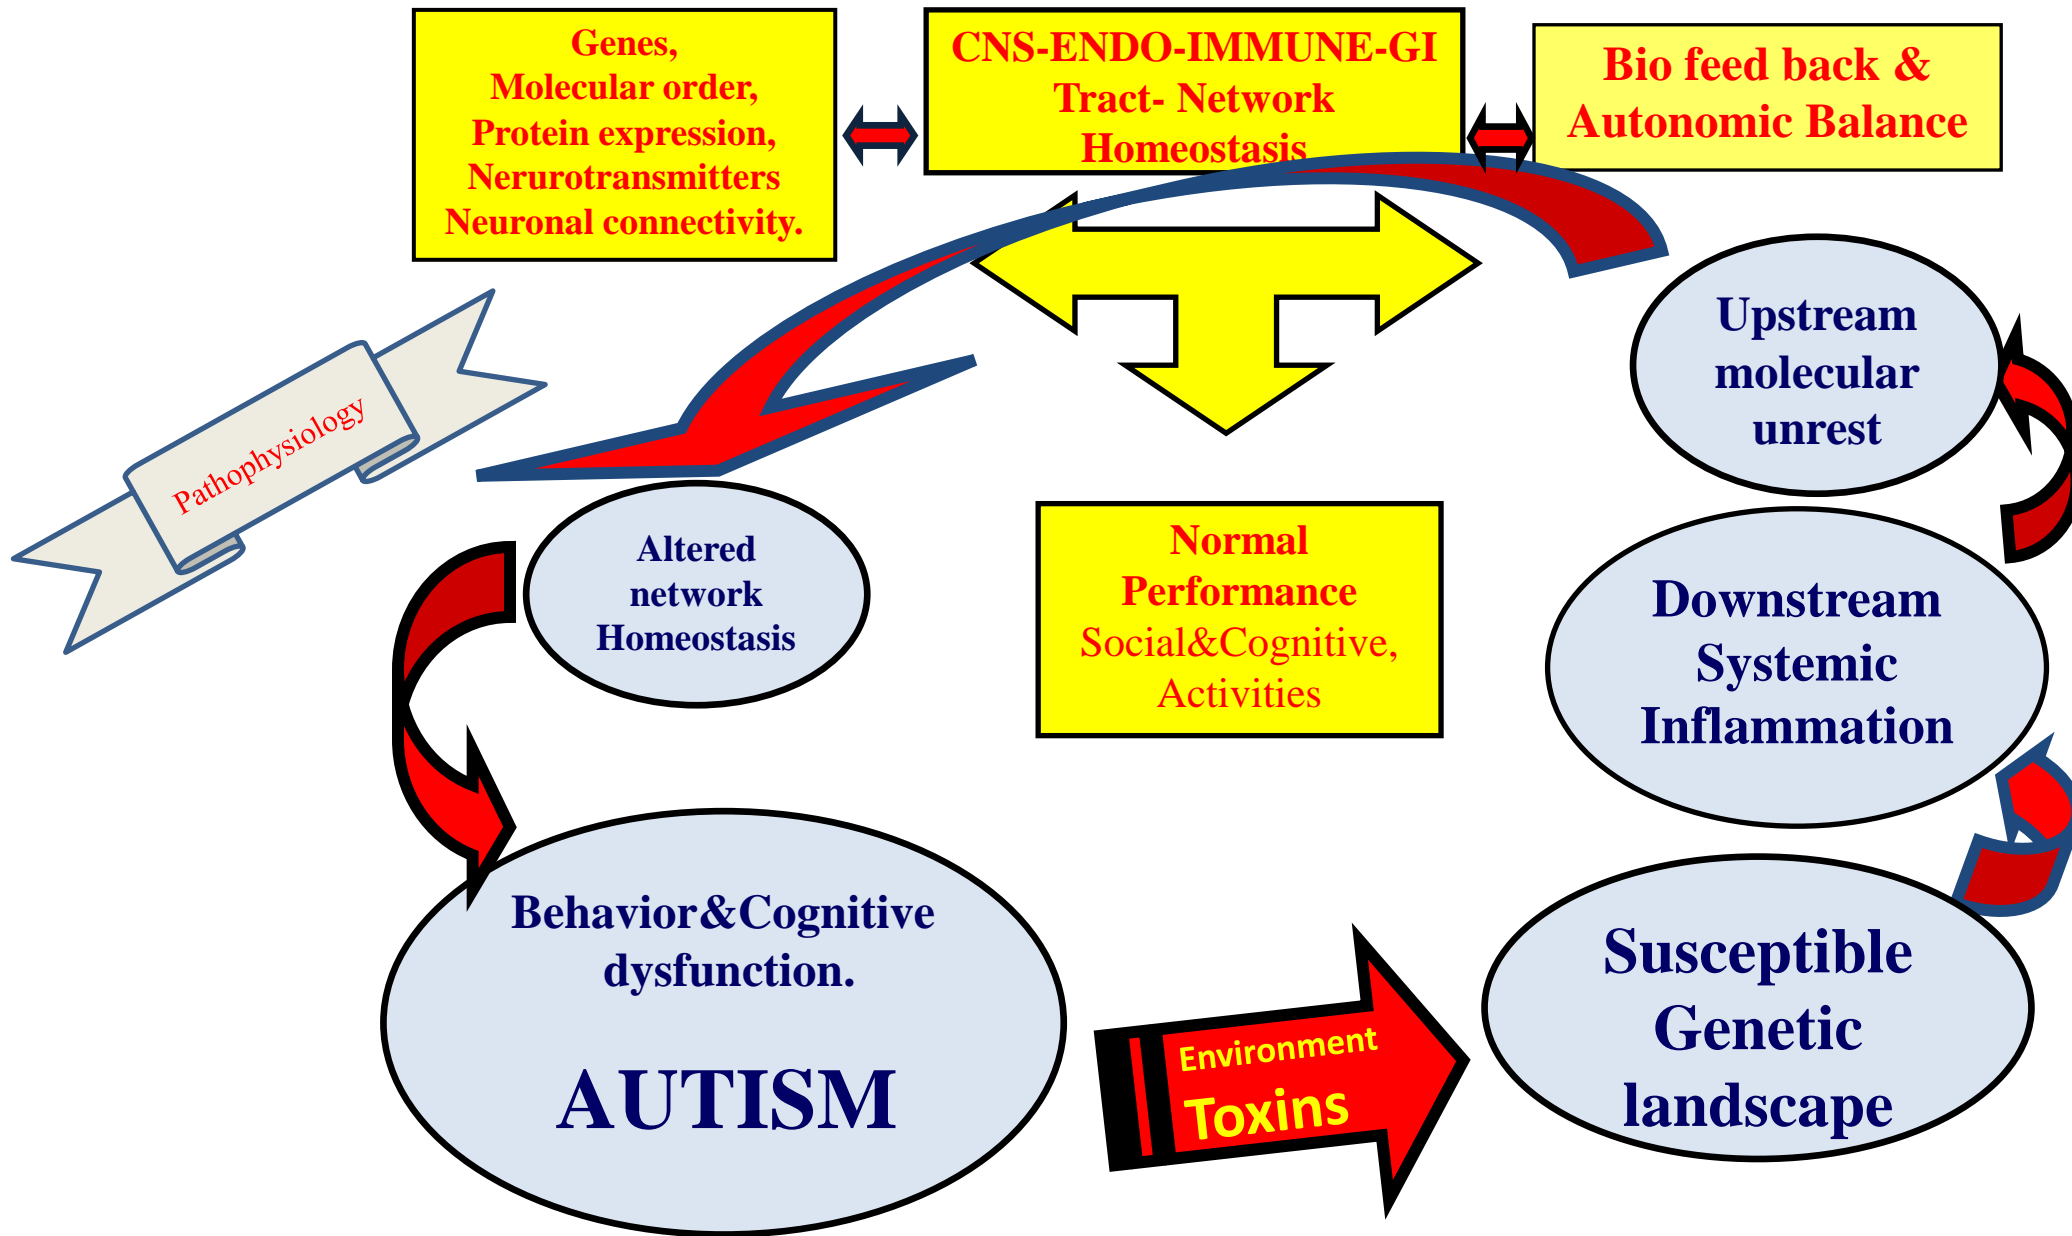 Genes,
Molecular order,
Protein expression,
Nerurotransmitters
Neuronal connectivity.
CNS-ENDO-IMMUNE-GI
Tract- Network
Homeostasis
Bio feed back &
Autonomic Balance
Pathophysiology
Upstream
molecular
unrest
Altered
network
Homeostasis
Normal
Performance
Social&Cognitive,
Activities
Downstream
Systemic
Inflammation
Behavior&Cognitive
dysfunction.
AUTISM
Environment
Toxins
Susceptible
Genetic
landscape